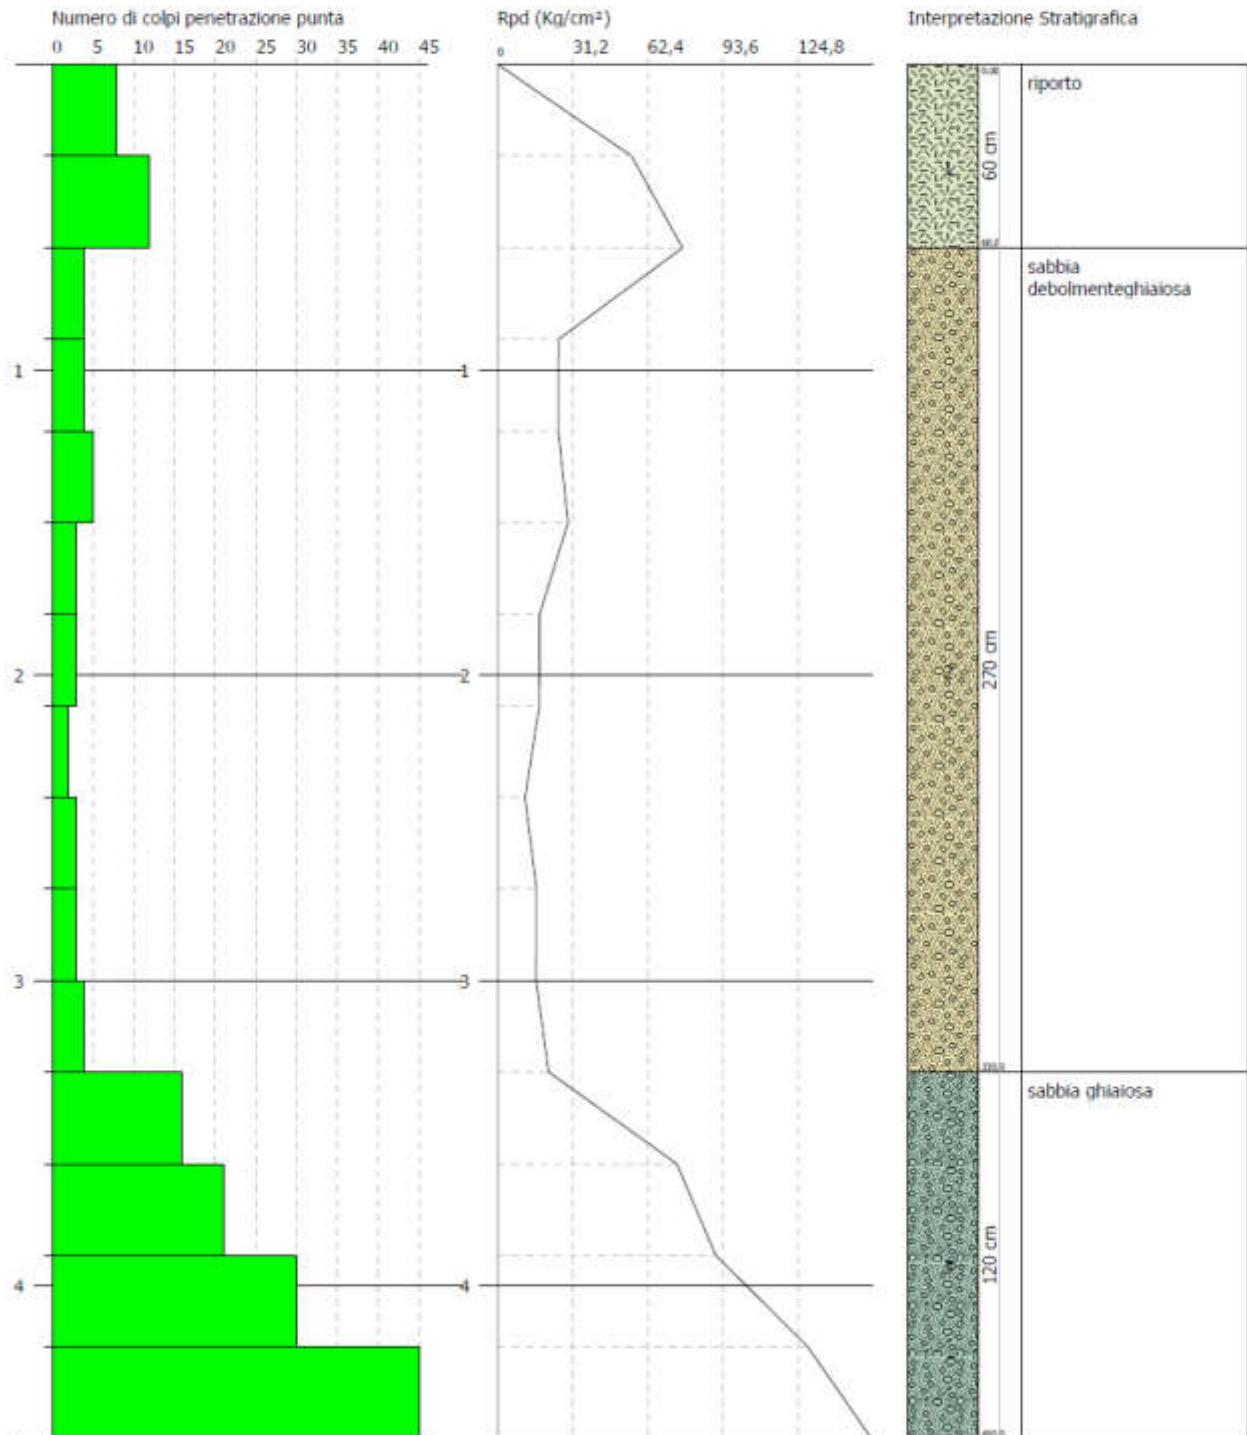 Numero di colpi penetrazione punta
0 5 10 15 20 25 30 35 40 45
Rpd (Kg/cm²)
0 31,2 62,4 93,6 124,8
Interpretazione Stratigrafica
riporto
60 cm
sabbia
debolmenteghiaiosa
1 1
2 2
270 cm
3 3
sabbia ghiaiosa
120 cm
4 4